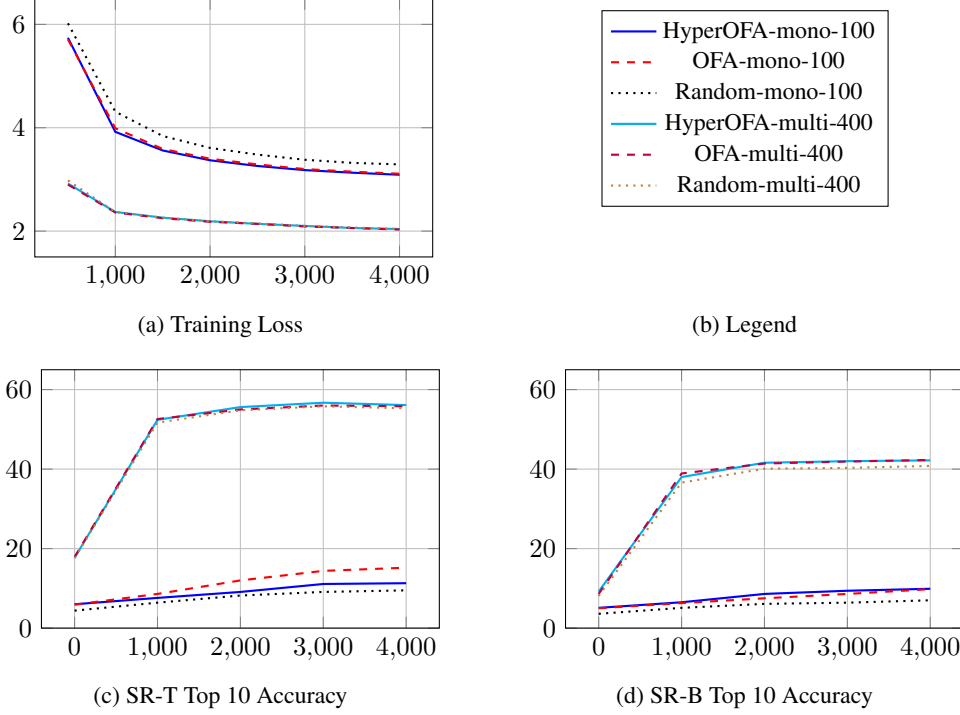 6
4
2
1,000 2,000 3,000 4,000
(a) Training Loss
HyperOFA-mono-100
OFA-mono-100
Random-mono-100
HyperOFA-multi-400
OFA-multi-400
Random-multi-400
(b) Legend
60
40
20
0
0 1,000 2,000 3,000 4,000
(c) SR-T Top 10 Accuracy
60
40
20
0
0 1,000 2,000 3,000 4,000
(d) SR-B Top 10 Accuracy